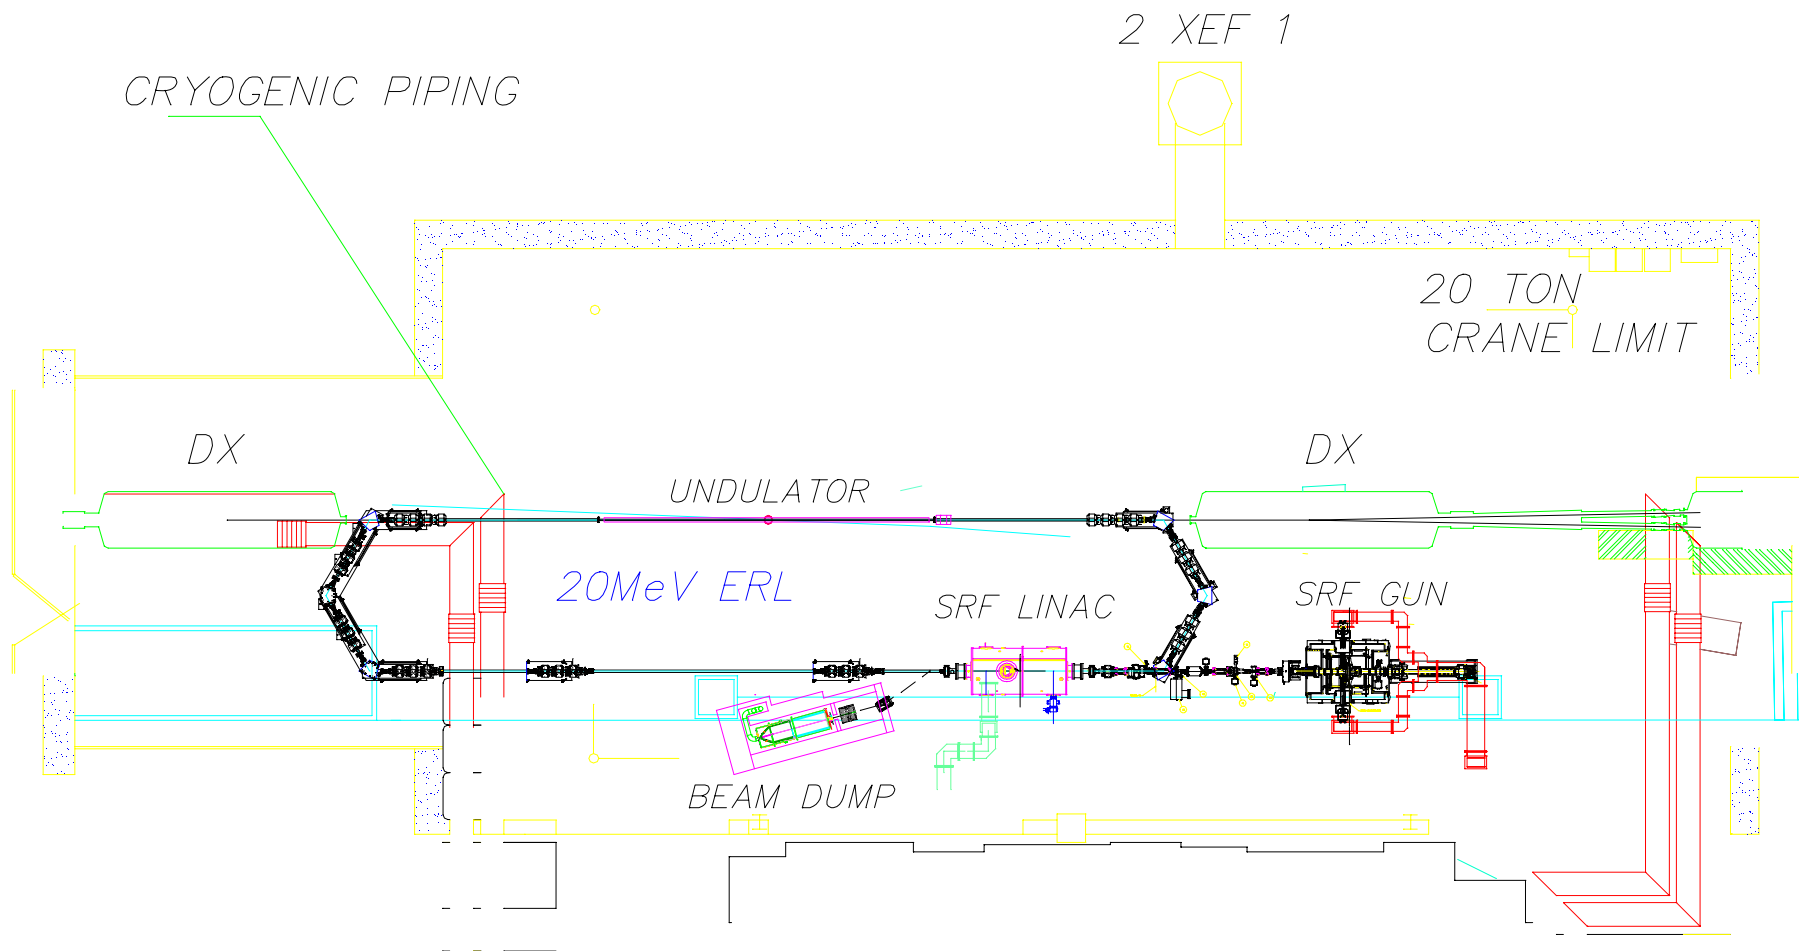 2 XEF 1
CRYOGENIC PIPING
20 TON
CRANE LIMIT
DX
DX
UNDULATOR
20MeV ERL
SRF LINAC
SRF GUN
BEAM DUMP